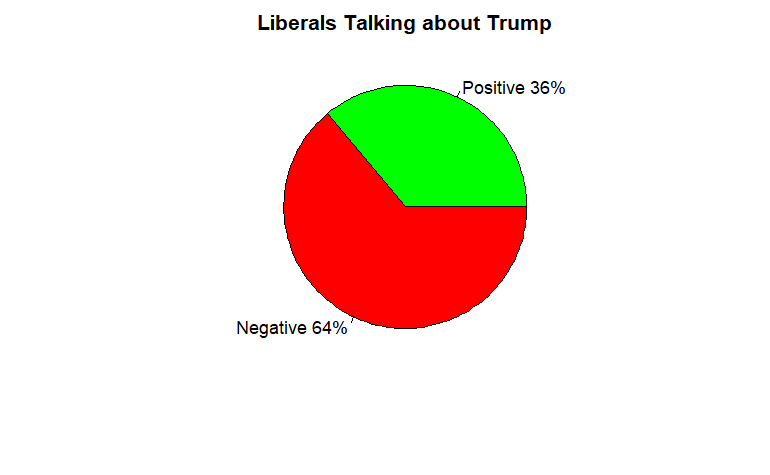 Liberals Talking about Trump
Positive 36%
Negative 64%